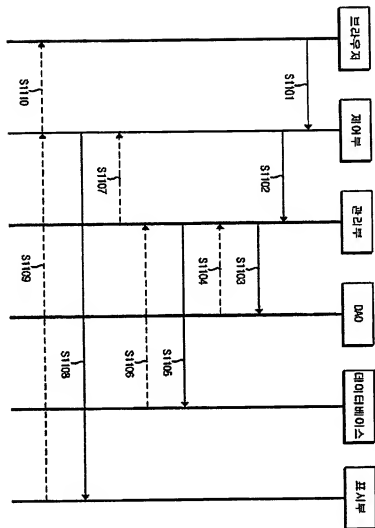 브라우저
제어부
관리부
DAO
데이터베이스
표시부
S1101
S1102
S1103
S1104
S1105
S1106
S1107
S1108
S1109
S1110